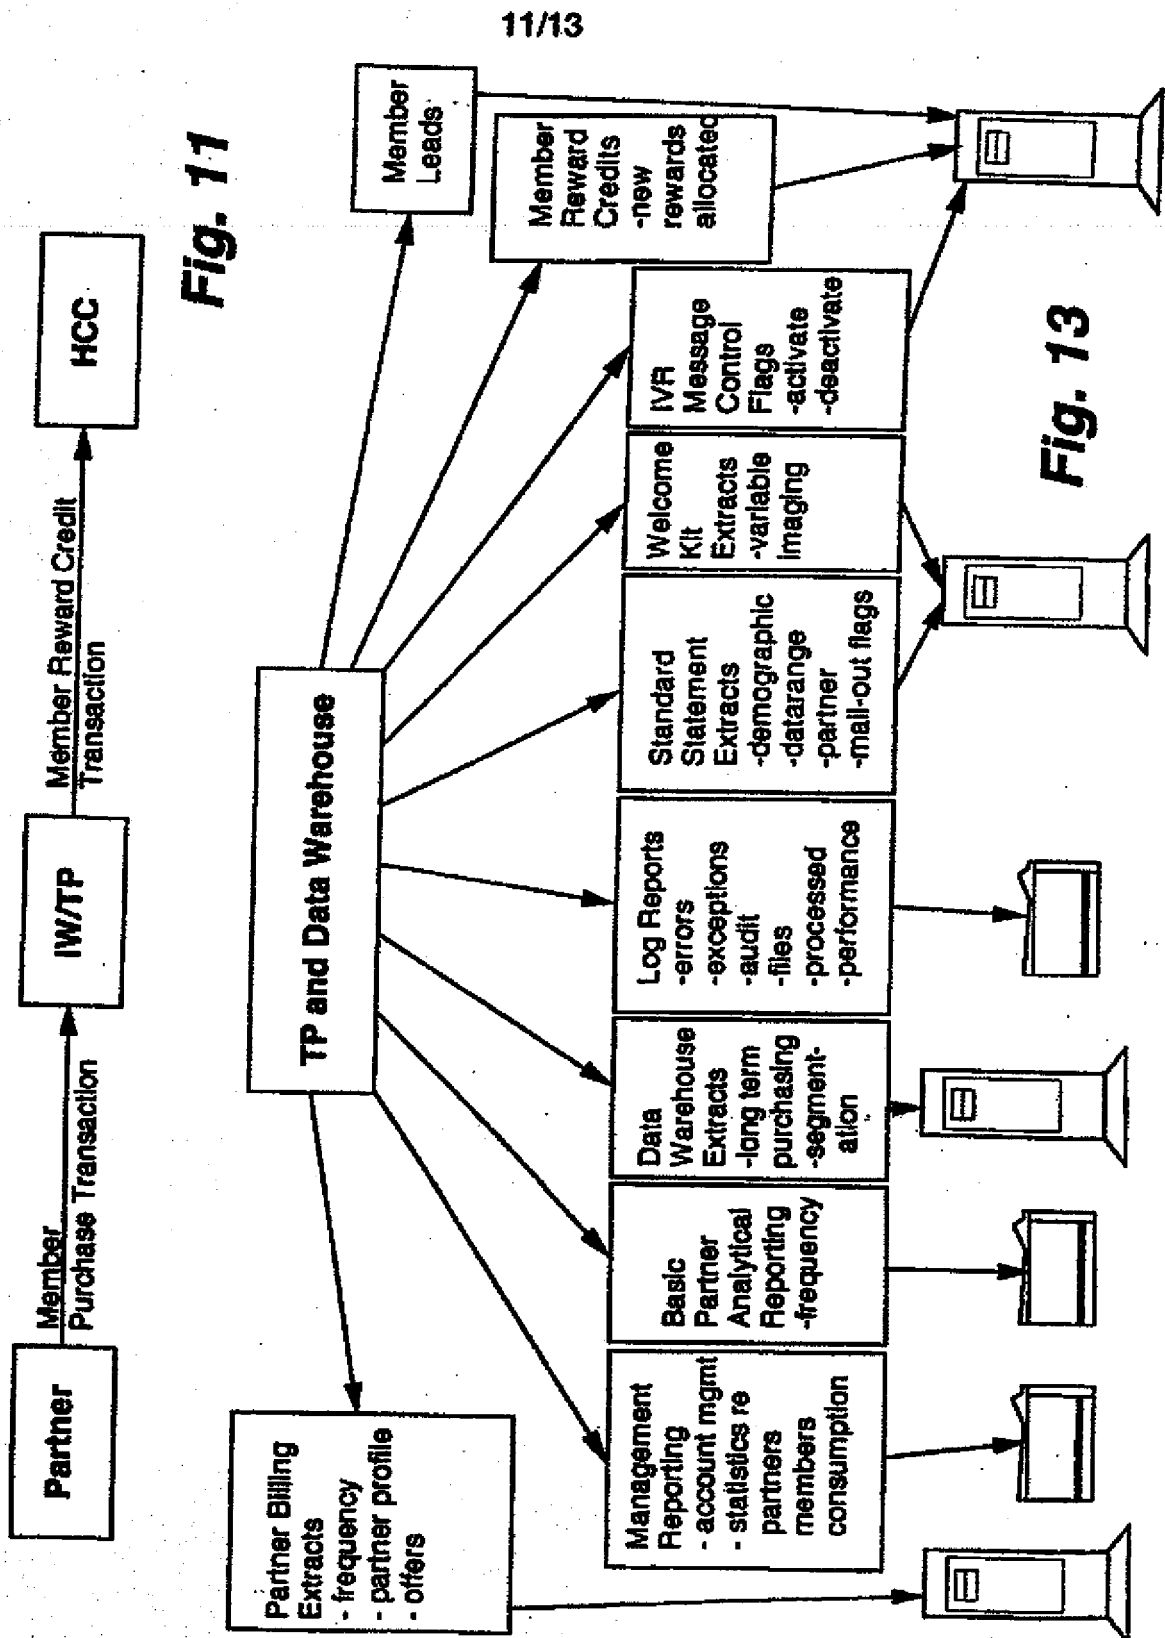 11/13
Partner
Member
Purchase Transaction
IW/TP
Member Reward Credit
Transaction
HCC
Fig. 11
TP and Data Warehouse
Partner Billing
Extracts
- frequency
- partner profile
- offers
Management
Reporting
- account mgmt
- statistics re
partners
members
consumption
Basic
Partner
Analytical
Reporting
-frequency
Data
Warehouse
Extracts
-long term
purchasing
-segment-
ation
Log Reports
-errors
-exceptions
-audit
-files
-processed
-performance
Standard
Statement
Extracts
-demographic
-datarange
-partner
-mail-out flags
Welcome
Kit
Extracts
-variable
imaging
IVR
Message
Control
Flags
-activate
-deactivate
Member
Reward
Credits
-new
rewards
allocated
Member
Leads
Fig. 13